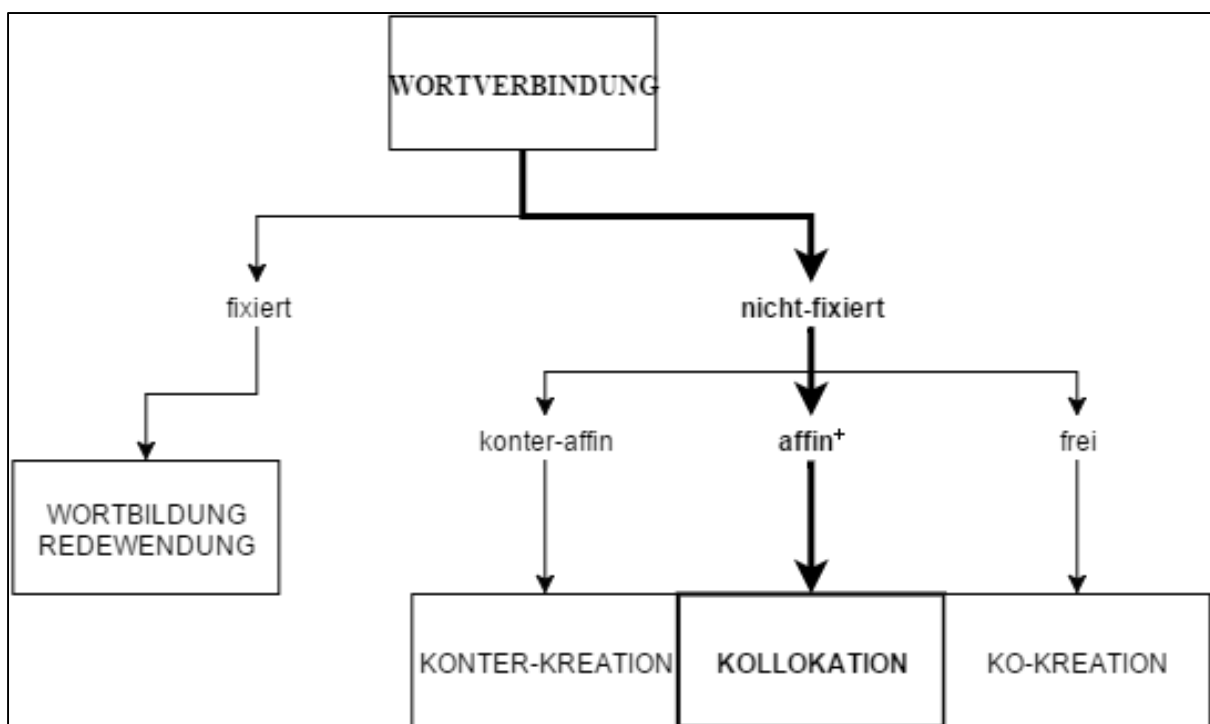 WORTVERBINDUNG
fixiert
nicht-fixiert
konter-affin
affin⁺
frei
WORTBILDUNG
REDEWENDUNG
KONTER-KREATION
KOLLOKATION
KO-KREATION